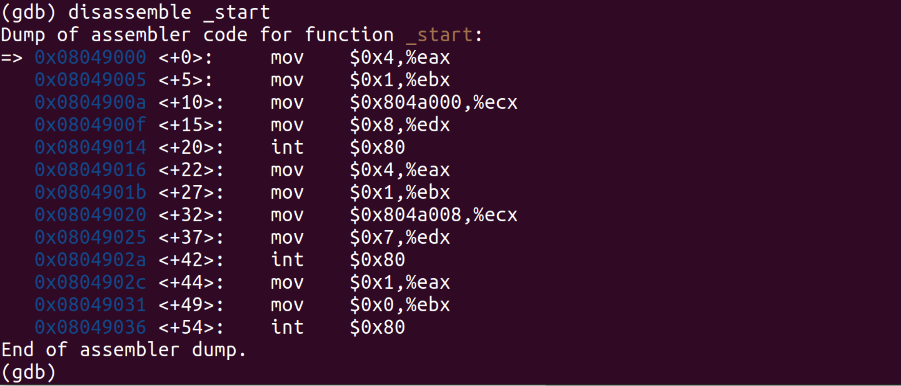 (gdb) disassemble _start
Dump of assembler code for function _start:
=> 0x08049000 <+0>:     mov    $0x4,%eax
   0x08049005 <+5>:     mov    $0x1,%ebx
   0x0804900a <+10>:    mov    $0x804a000,%ecx
   0x0804900f <+15>:    mov    $0x8,%edx
   0x08049014 <+20>:    int    $0x80
   0x08049016 <+22>:    mov    $0x4,%eax
   0x0804901b <+27>:    mov    $0x1,%ebx
   0x08049020 <+32>:    mov    $0x804a008,%ecx
   0x08049025 <+37>:    mov    $0x7,%edx
   0x0804902a <+42>:    int    $0x80
   0x0804902c <+44>:    mov    $0x1,%eax
   0x08049031 <+49>:    mov    $0x0,%ebx
   0x08049036 <+54>:    int    $0x80
End of assembler dump.
(gdb)